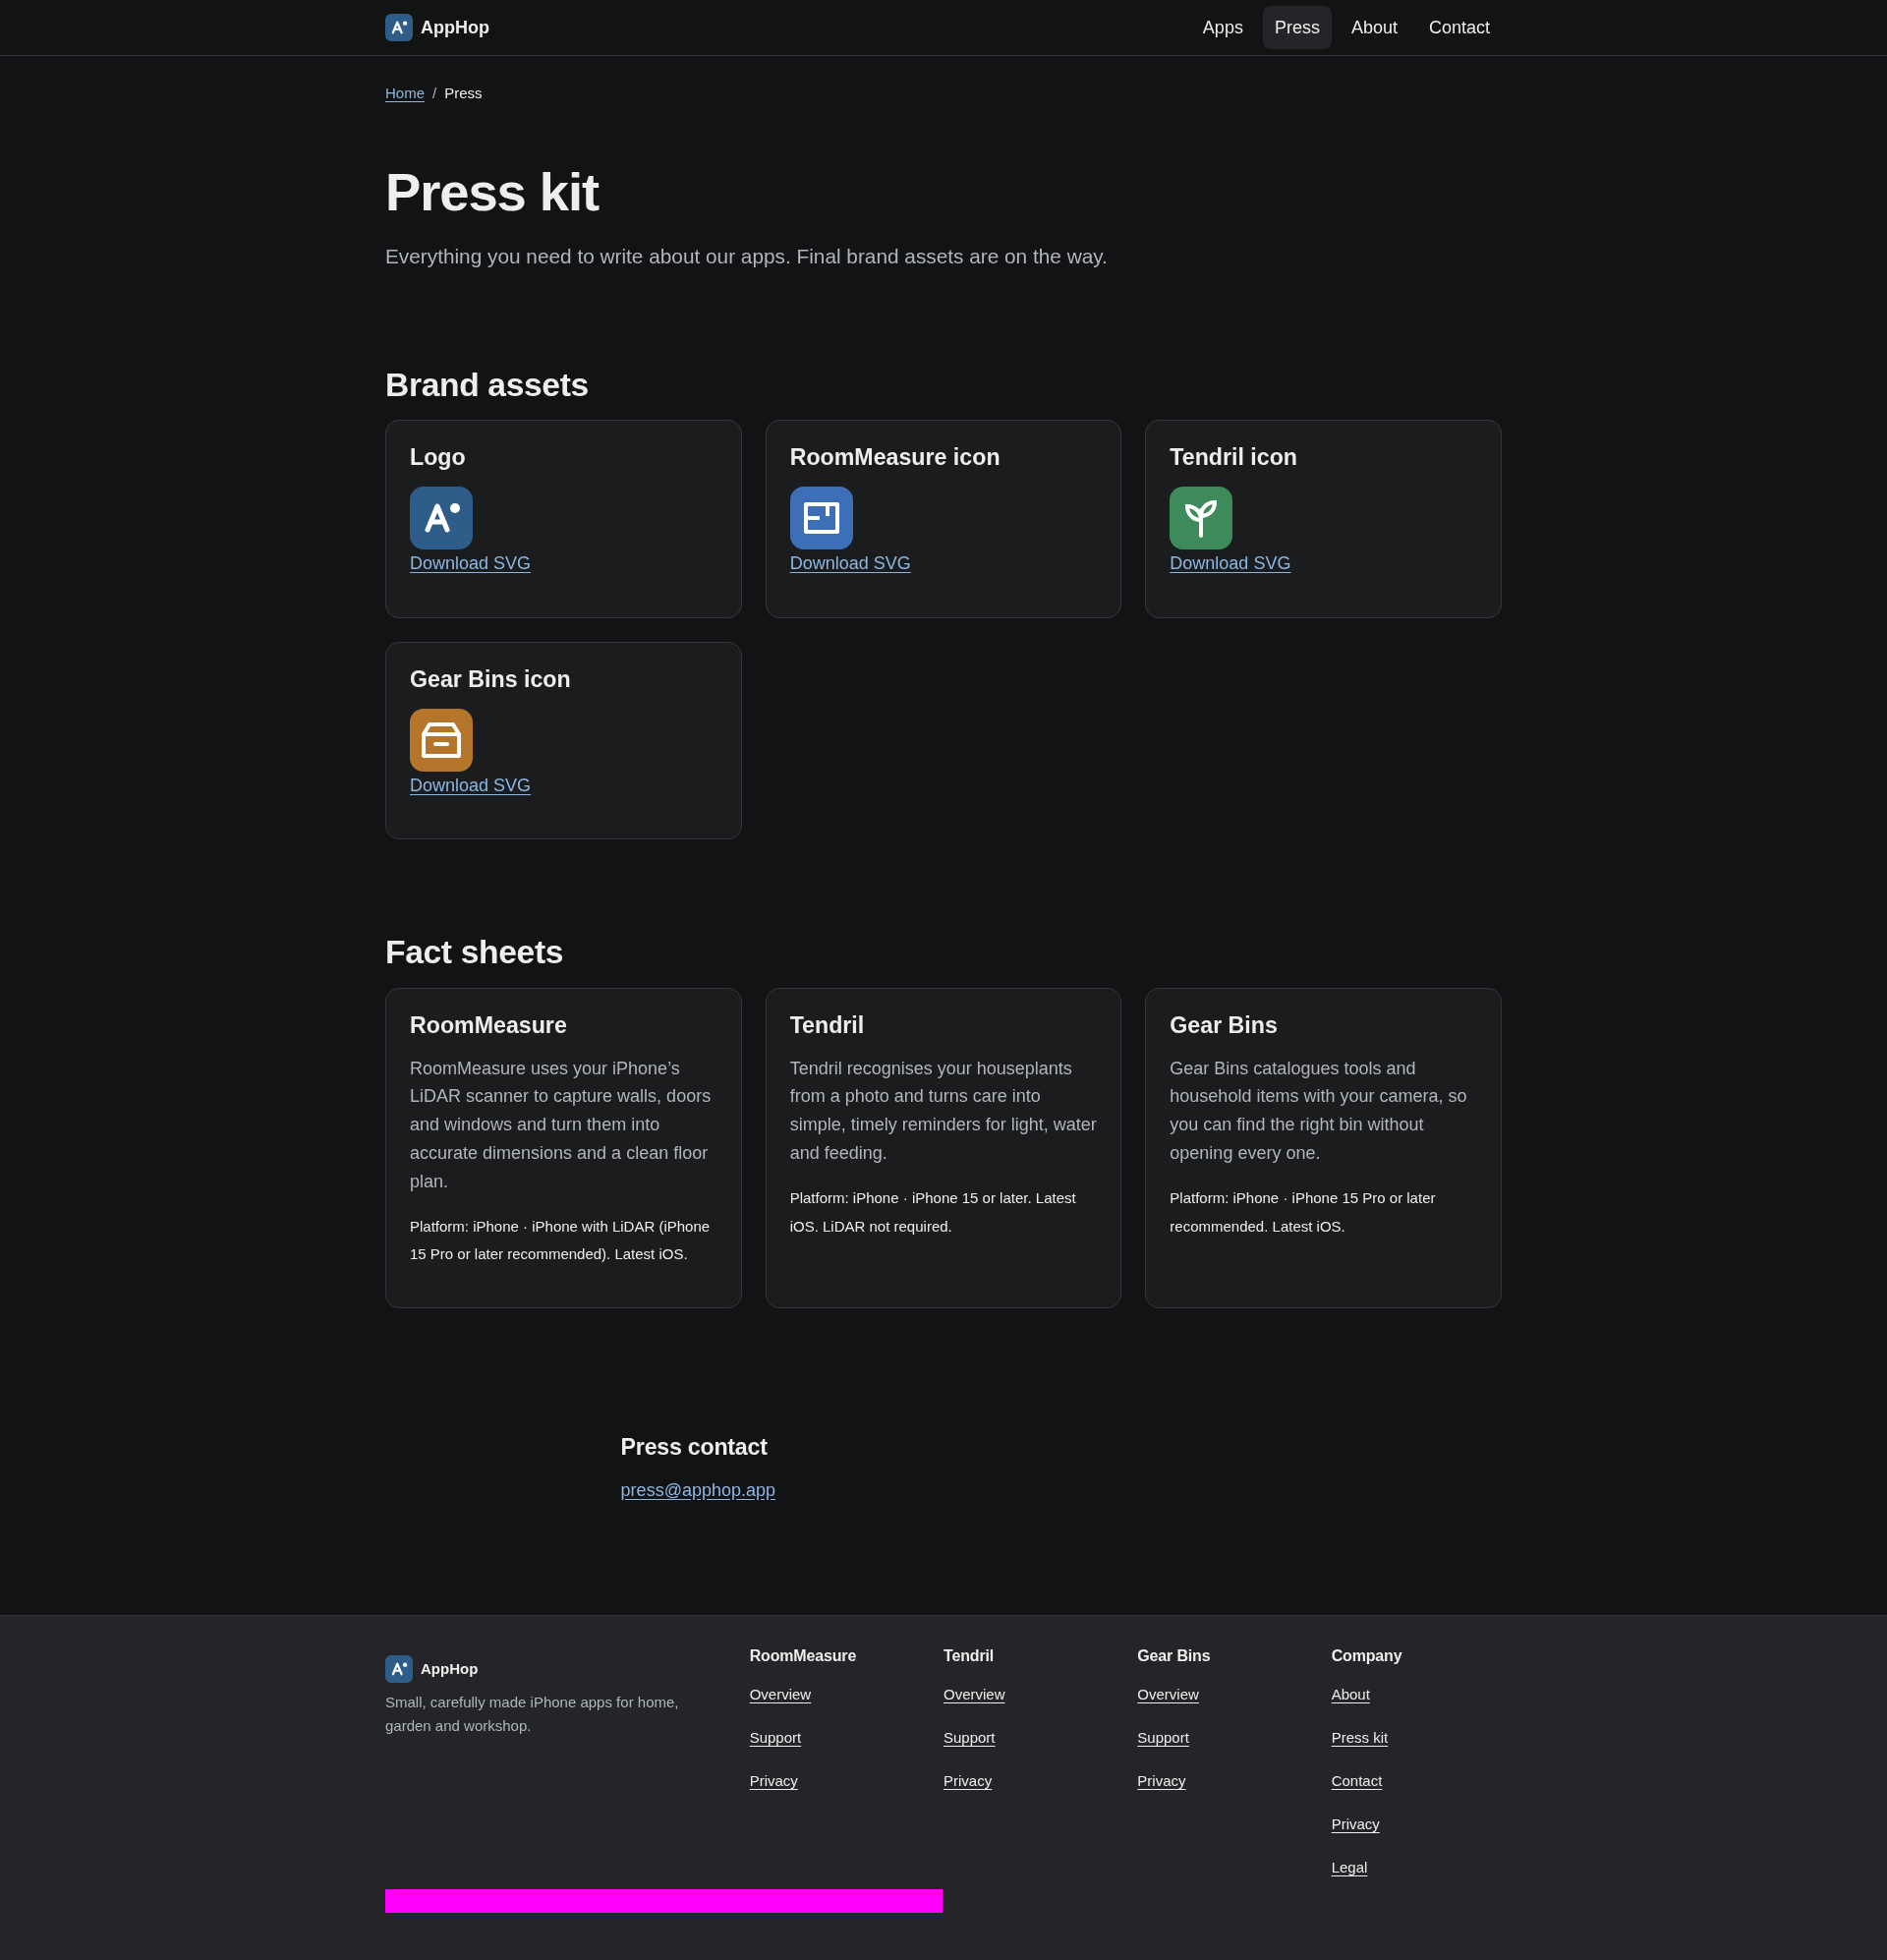 AppHop
Apps
Press
About
Contact
Home / Press
Press kit
Everything you need to write about our apps. Final brand assets are on the way.
Brand assets
Logo
Download SVG
RoomMeasure icon
Download SVG
Tendril icon
Download SVG
Gear Bins icon
Download SVG
Fact sheets
RoomMeasure
RoomMeasure uses your iPhone’s
LiDAR scanner to capture walls, doors
and windows and turn them into
accurate dimensions and a clean floor
plan.
Platform: iPhone · iPhone with LiDAR (iPhone
15 Pro or later recommended). Latest iOS.
Tendril
Tendril recognises your houseplants
from a photo and turns care into
simple, timely reminders for light, water
and feeding.
Platform: iPhone · iPhone 15 or later. Latest
iOS. LiDAR not required.
Gear Bins
Gear Bins catalogues tools and
household items with your camera, so
you can find the right bin without
opening every one.
Platform: iPhone · iPhone 15 Pro or later
recommended. Latest iOS.
Press contact
press@apphop.app
AppHop
Small, carefully made iPhone apps for home,
garden and workshop.
RoomMeasure
Overview
Support
Privacy
Tendril
Overview
Support
Privacy
Gear Bins
Overview
Support
Privacy
Company
About
Press kit
Contact
Privacy
Legal